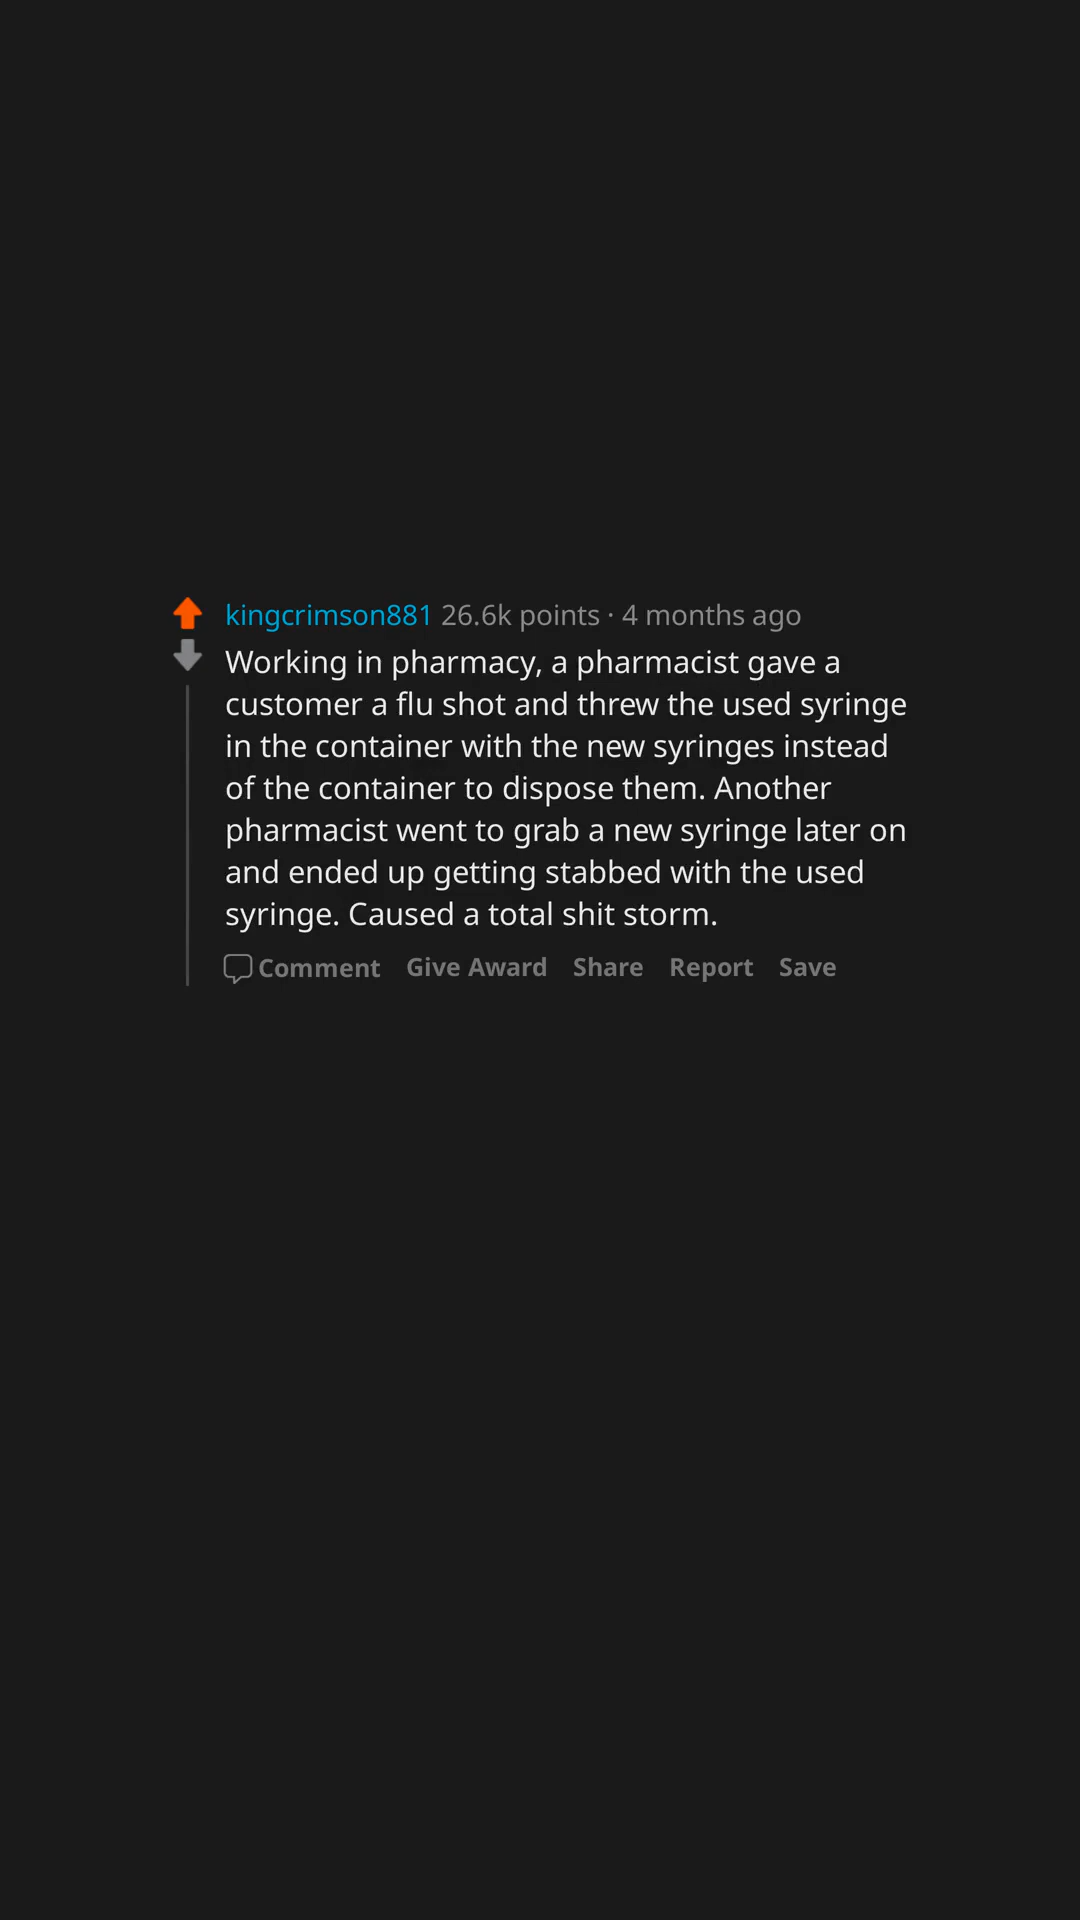 kingcrimson881 26.6k points · 4 months ago
Working in pharmacy, a pharmacist gave a
customer a flu shot and threw the used syringe
in the container with the new syringes instead
of the container to dispose them. Another
pharmacist went to grab a new syringe later on
and ended up getting stabbed with the used
syringe. Caused a total shit storm.
Comment Give Award Share Report Save